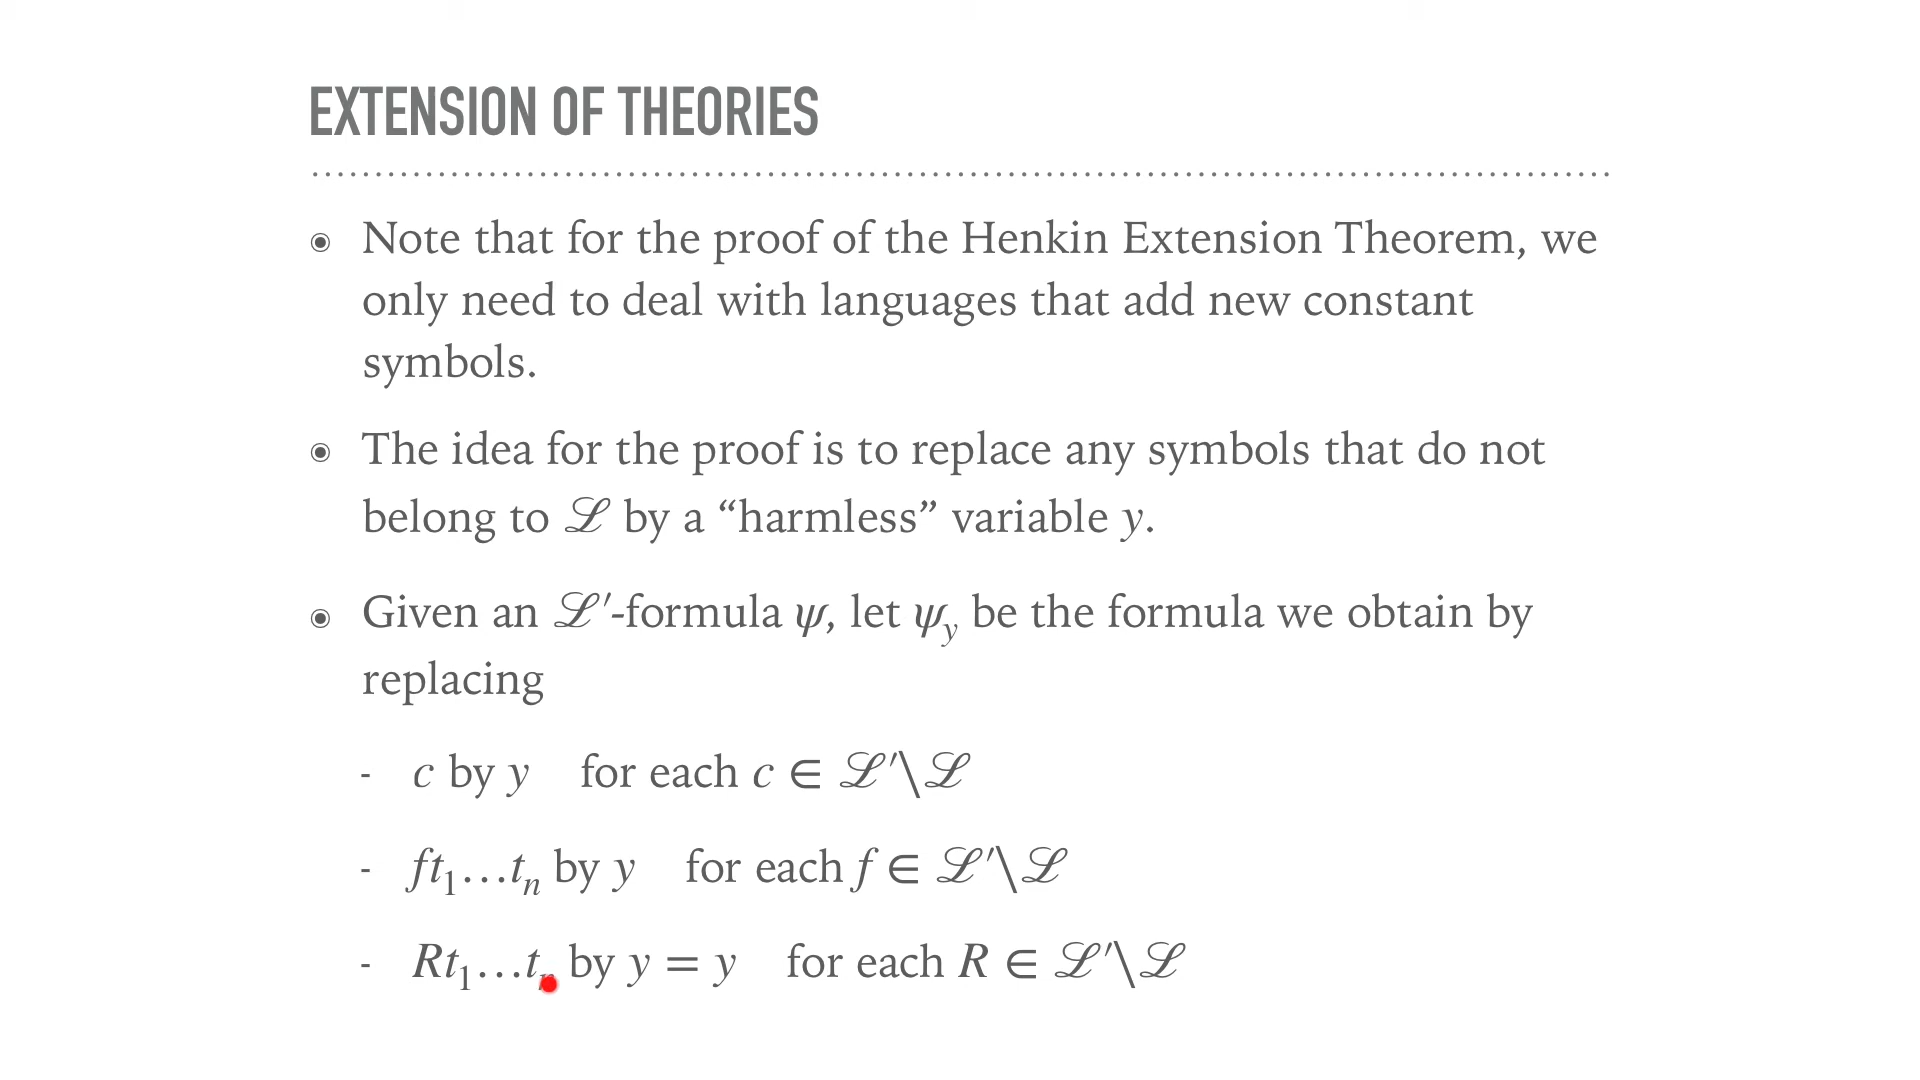 EXTENSION OF THEORIES
◉ Note that for the proof of the Henkin Extension Theorem, we
only need to deal with languages that add new constant
symbols.
◉ The idea for the proof is to replace any symbols that do not
belong to ℒ by a “harmless” variable y.
◉ Given an ℒ′-formula ψ, let ψ_y be the formula we obtain by
replacing
- c by y for each c ∈ ℒ′\ℒ
- ft₁…tₙ by y for each f ∈ ℒ′\ℒ
- Rt₁…tₙ by y = y for each R ∈ ℒ′\ℒ